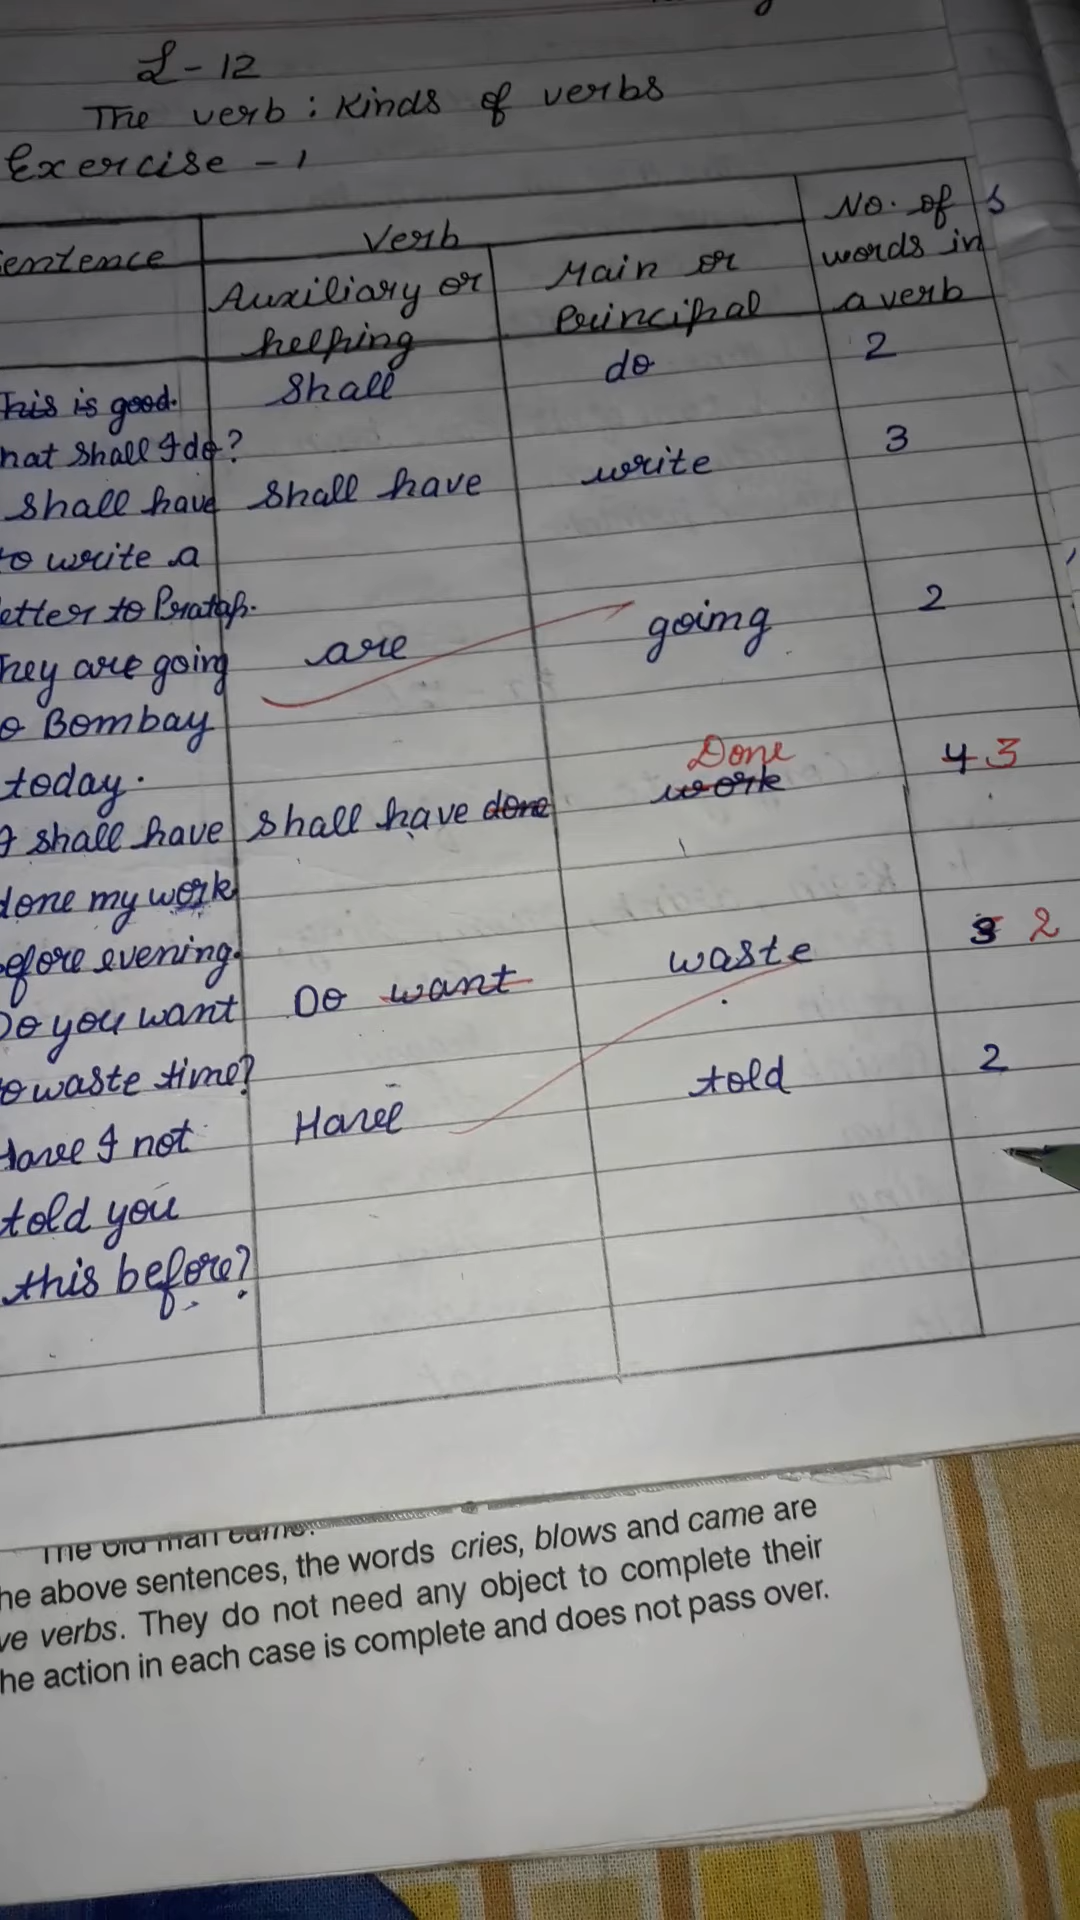 L-12
The verb : Kinds of verbs
Exercise - 1
entence
Verb
No. of
words in
a verb
s
Auxiliary or
helping
Main or
Principal
This is good.
hat Shall I do?
Shall
do
2
shall have
to write a
etter to Pratap.
Shall have
write
3
hey are going
o Bombay
today.
are
going
2
I shall have
done my work
efore evening.
shall have done
Done
work
4 3
Do you want
o waste time?
Do want
waste
3 2
Have I not
told you
this before?
Have
told
2
The old man came.
he above sentences, the words cries, blows and came are
ve verbs. They do not need any object to complete their
he action in each case is complete and does not pass over.